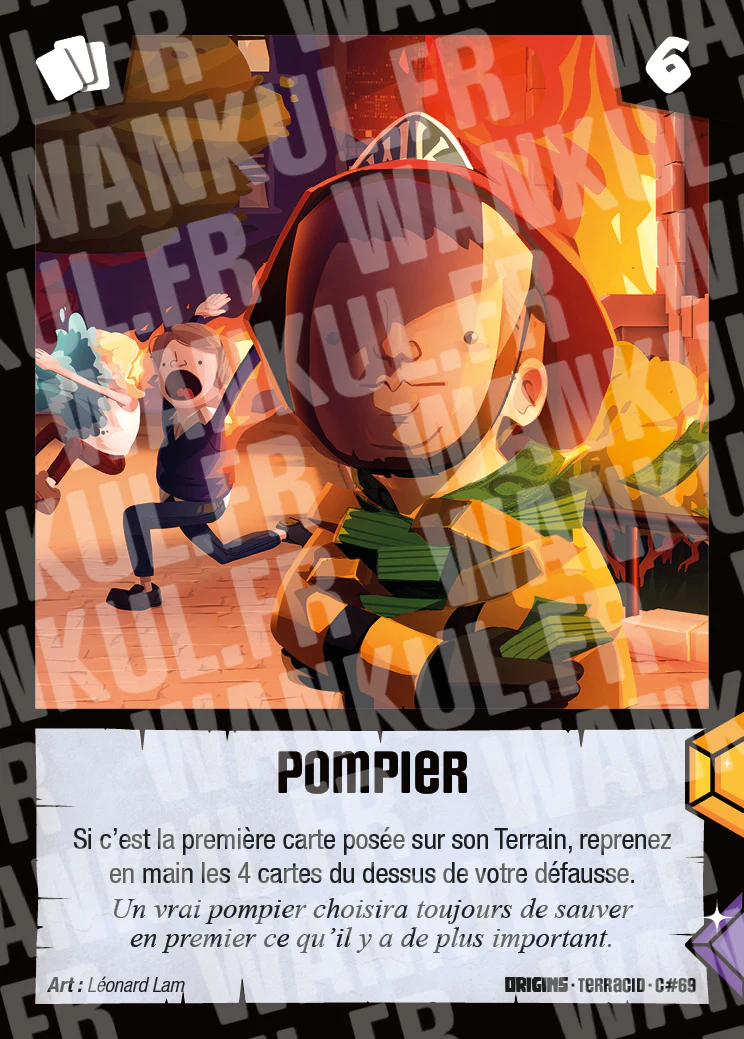 6
WK
POMPIER
Si c’est la première carte posée sur son Terrain, reprenez
en main les 4 cartes du dessus de votre défausse.
Un vrai pompier choisira toujours de sauver
en premier ce qu’il y a de plus important.
Art : Léonard Lam
ORIGINS · TERRACID · C#69
WANKUL.FR